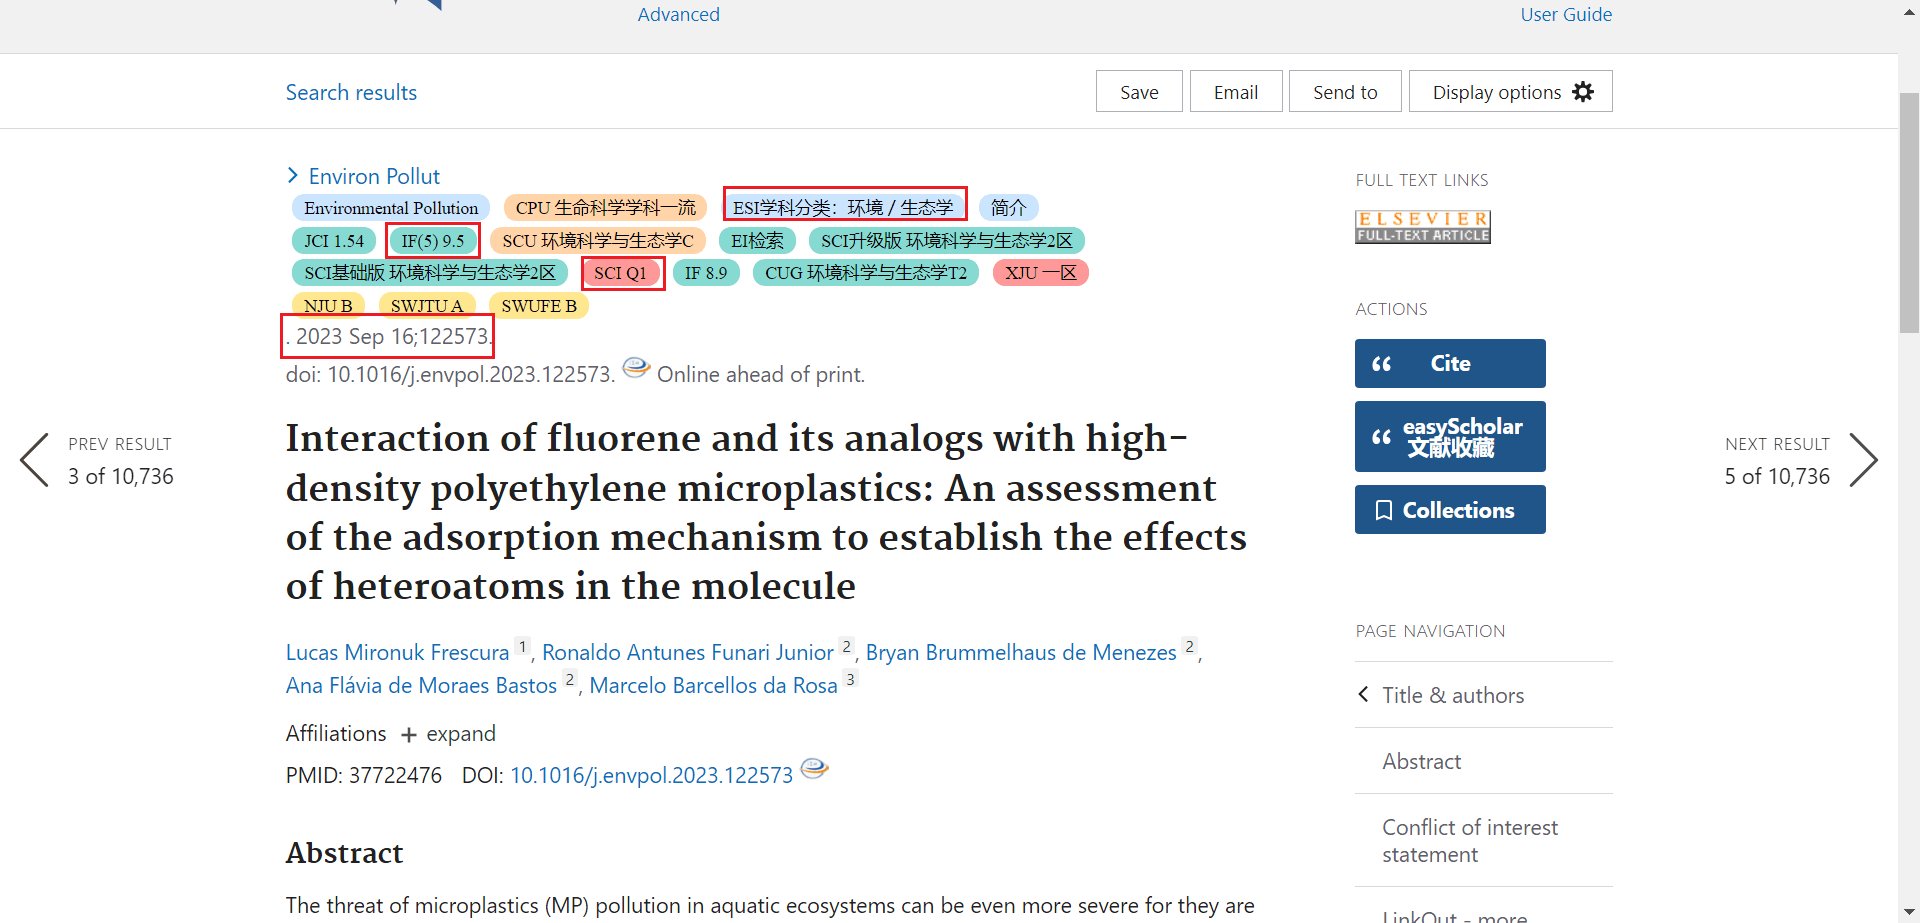 Advanced
User Guide
Search results
Save
Email
Send to
Display options
Environ Pollut
Environmental Pollution CPU 生命科学学科一流 ESI学科分类：环境 / 生态学 简介
JCI 1.54 IF(5) 9.5 SCU 环境科学与生态学C EI检索 SCI升级版 环境科学与生态学2区
SCI基础版 环境科学与生态学2区 SCI Q1 IF 8.9 CUG 环境科学与生态学T2 XJU 一区
NJU B SWJTU A SWUFE B
. 2023 Sep 16;122573.
doi: 10.1016/j.envpol.2023.122573. Online ahead of print.
Interaction of fluorene and its analogs with high-
density polyethylene microplastics: An assessment
of the adsorption mechanism to establish the effects
of heteroatoms in the molecule
Lucas Mironuk Frescura 1, Ronaldo Antunes Funari Junior 2, Bryan Brummelhaus de Menezes 2,
Ana Flávia de Moraes Bastos 2, Marcelo Barcellos da Rosa 3
Affiliations + expand
PMID: 37722476 DOI: 10.1016/j.envpol.2023.122573
Abstract
The threat of microplastics (MP) pollution in aquatic ecosystems can be even more severe for they are
PREV RESULT
3 of 10,736
NEXT RESULT
5 of 10,736
FULL TEXT LINKS
ELSEVIER
FULL-TEXT ARTICLE
ACTIONS
Cite
easyScholar
文献收藏
Collections
PAGE NAVIGATION
Title & authors
Abstract
Conflict of interest
statement
LinkOut - more